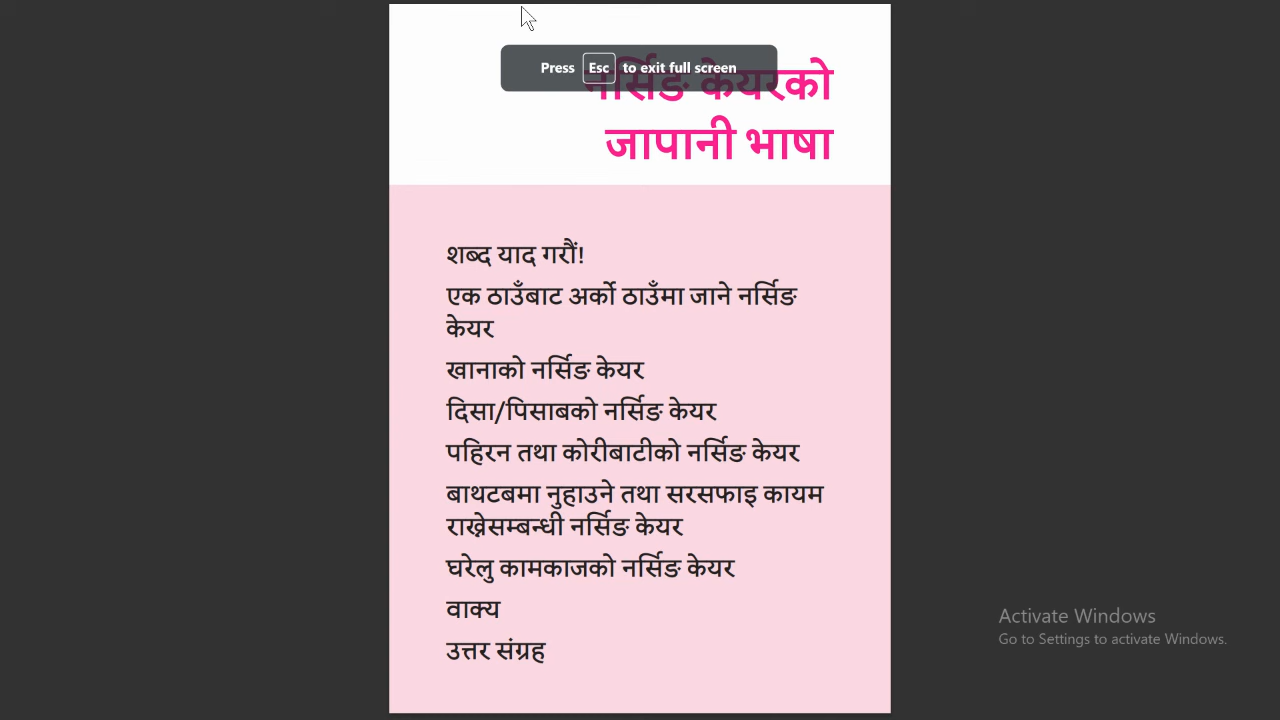 Press Esc to exit full screen
नर्सिङ केयरको
जापानी भाषा
शब्द याद गरौं!
एक ठाउँबाट अर्को ठाउँमा जाने नर्सिङ
केयर
खानाको नर्सिङ केयर
दिसा/पिसाबको नर्सिङ केयर
पहिरन तथा कोरीबाटीको नर्सिङ केयर
बाथटबमा नुहाउने तथा सरसफाइ कायम
राख्नेसम्बन्धी नर्सिङ केयर
घरेलु कामकाजको नर्सिङ केयर
वाक्य
उत्तर संग्रह
Activate Windows
Go to Settings to activate Windows.